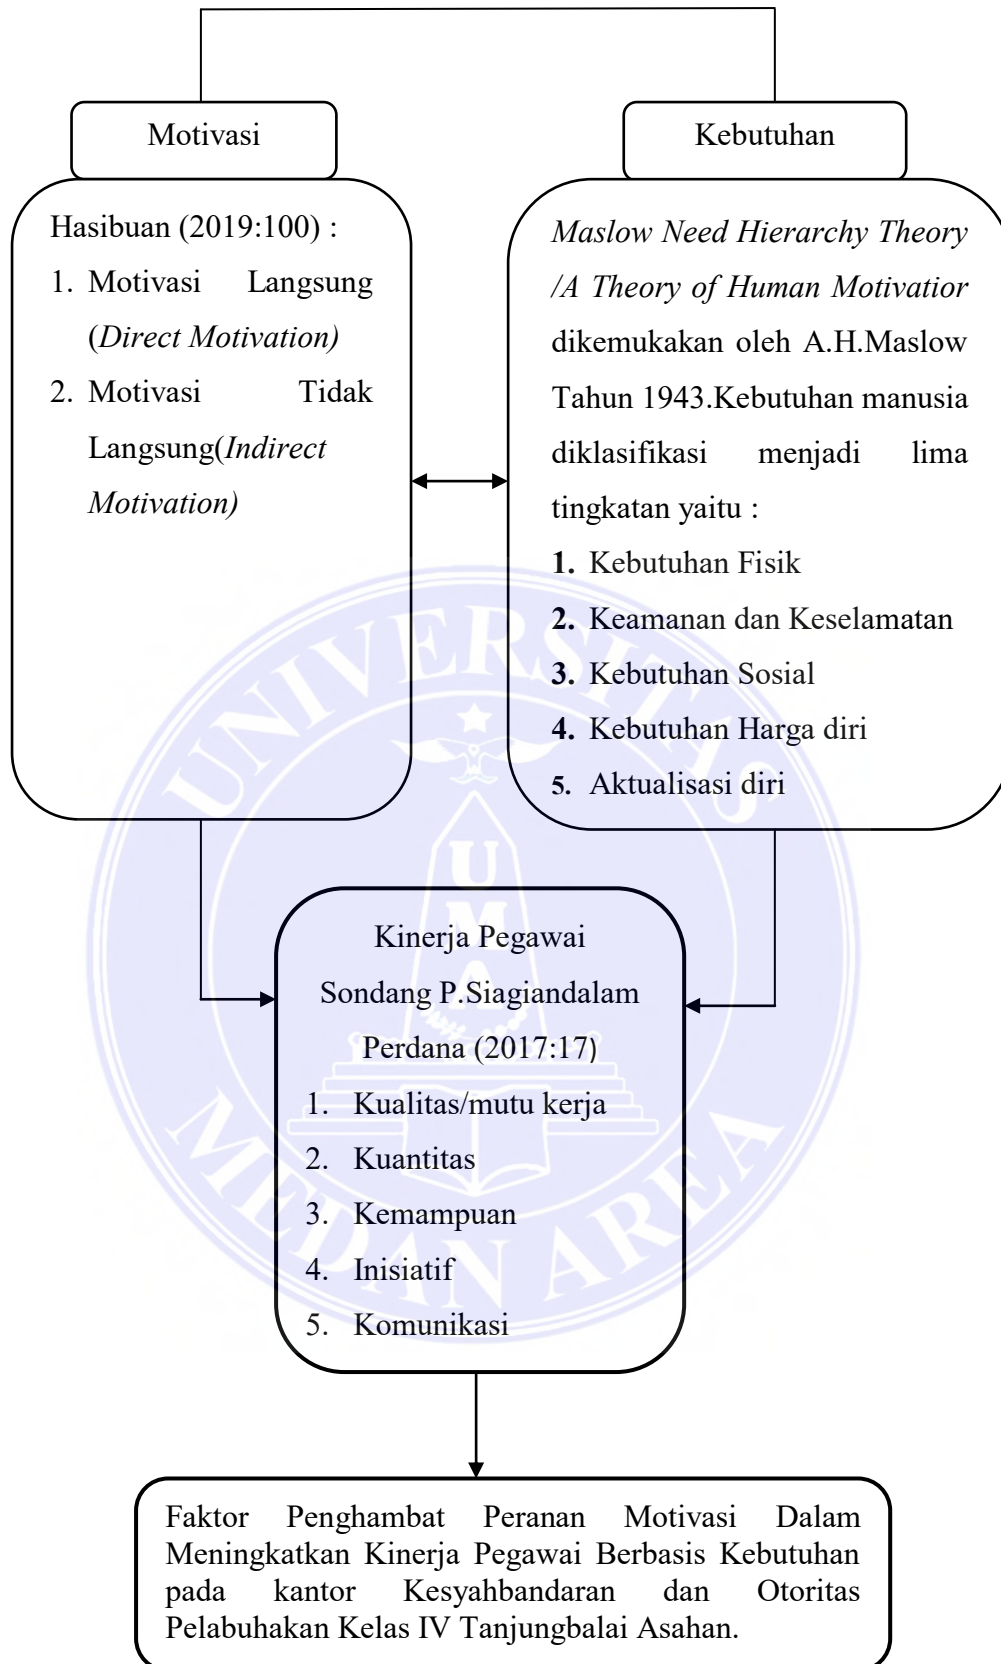 Motivasi
Kebutuhan
Hasibuan (2019:100) :
1. Motivasi Langsung
(Direct Motivation)
2. Motivasi Tidak
Langsung(Indirect
Motivation)
Maslow Need Hierarchy Theory
/A Theory of Human Motivatior
dikemukakan oleh A.H.Maslow
Tahun 1943.Kebutuhan manusia
diklasifikasi menjadi lima
tingkatan yaitu :
1. Kebutuhan Fisik
2. Keamanan dan Keselamatan
3. Kebutuhan Sosial
4. Kebutuhan Harga diri
5. Aktualisasi diri
Kinerja Pegawai
Sondang P.Siagiandalam
Perdana (2017:17)
1. Kualitas/mutu kerja
2. Kuantitas
3. Kemampuan
4. Inisiatif
5. Komunikasi
Faktor Penghambat Peranan Motivasi Dalam
Meningkatkan Kinerja Pegawai Berbasis Kebutuhan
pada kantor Kesyahbandaran dan Otoritas
Pelabuhakan Kelas IV Tanjungbalai Asahan.
UNIVERSITAS
UMA
MEDAN AREA